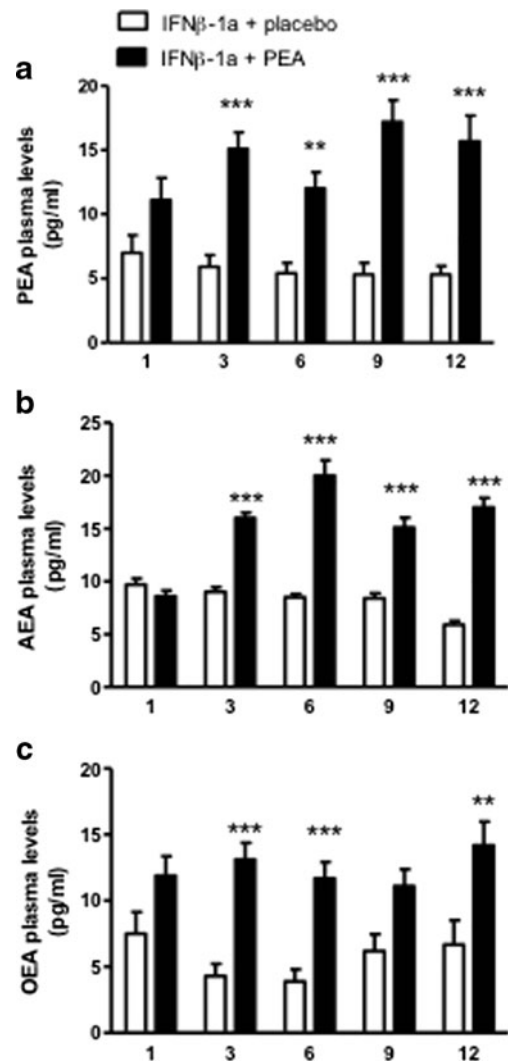 IFNβ-1a + placebo
IFNβ-1a + PEA
a
PEA plasma levels
(pg/ml)
20
15
10
5
0
***
**
***
***
1 3 6 9 12
b
AEA plasma levels
(pg/ml)
25
20
15
10
5
0
***
***
***
***
1 3 6 9 12
c
OEA plasma levels
(pg/ml)
20
15
10
5
0
***
***
**
1 3 6 9 12